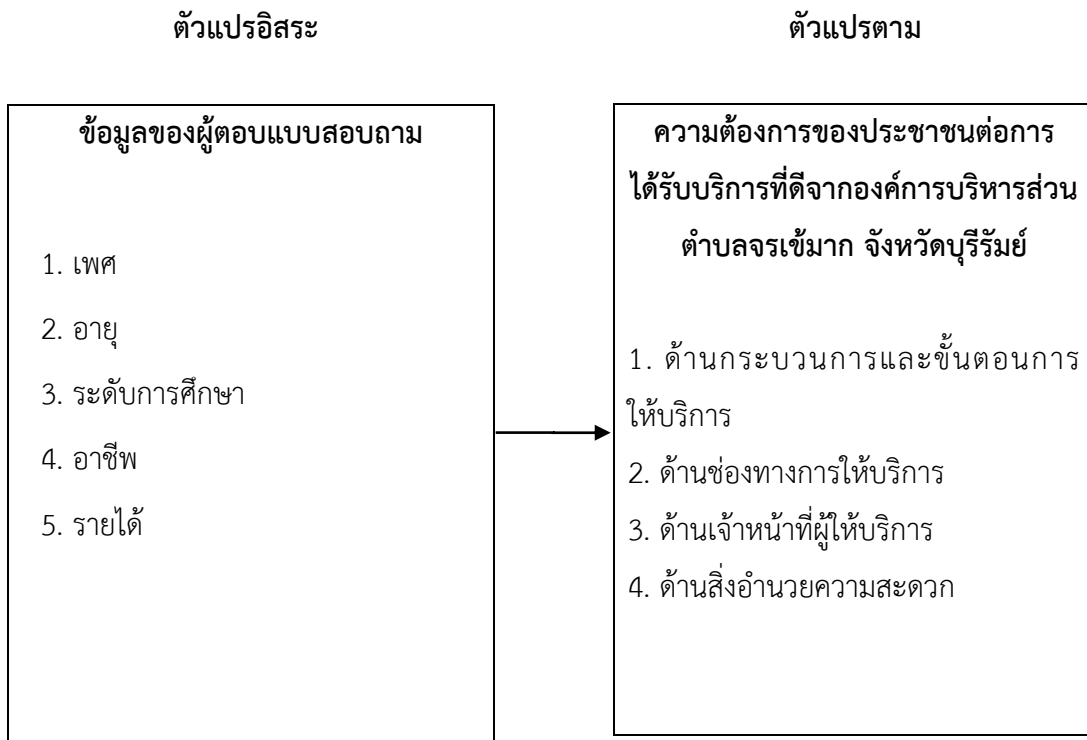 ตัวแปรอิสระ
ตัวแปรตาม
ข้อมูลของผู้ตอบแบบสอบถาม
1. เพศ
2. อายุ
3. ระดับการศึกษา
4. อาชีพ
5. รายได้
ความต้องการของประชาชนต่อการ
ได้รับบริการที่ดีจากองค์การบริหารส่วน
ตำบลจรเข้มาก จังหวัดบุรีรัมย์
1. ด้านกระบวนการและขั้นตอนการ
ให้บริการ
2. ด้านช่องทางการให้บริการ
3. ด้านเจ้าหน้าที่ผู้ให้บริการ
4. ด้านสิ่งอำนวยความสะดวก